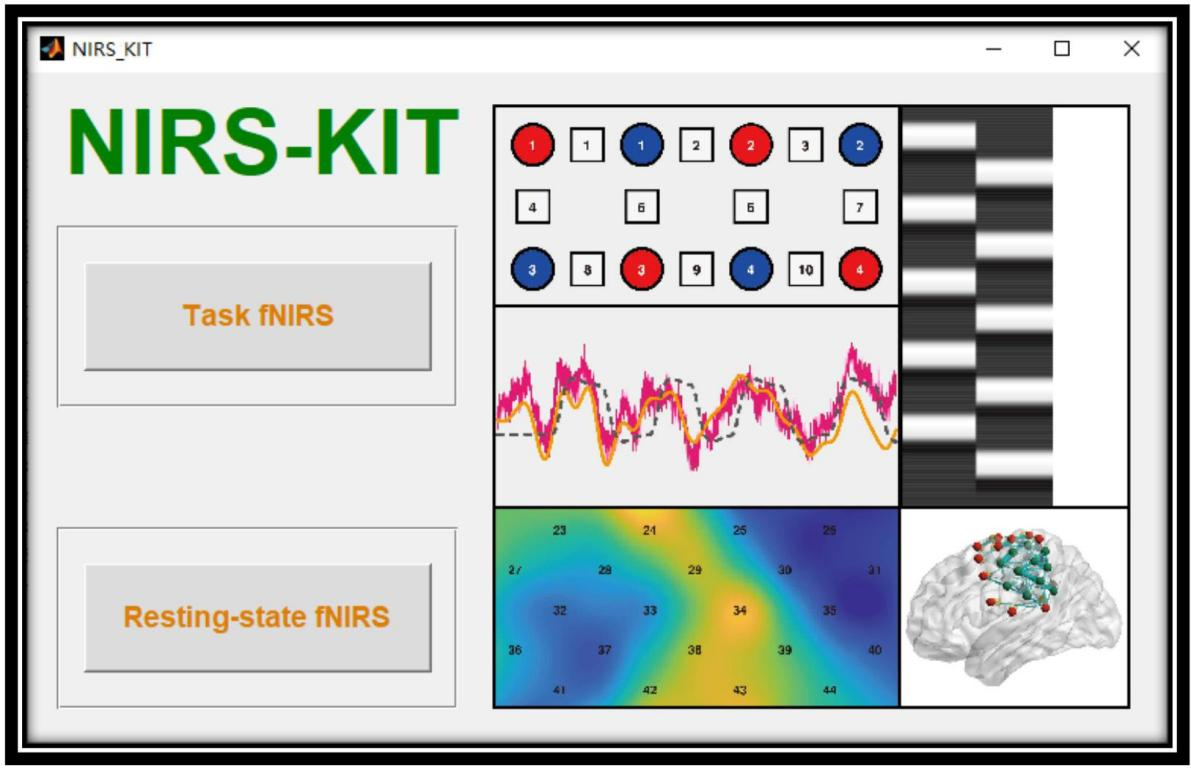 NIRS_KIT
NIRS-KIT
Task fNIRS
Resting-state fNIRS
1 1 1 2 2 3 2
4 6 6 7
3 8 3 9 4 10 4
23 24 25 26
27 28 29 30 31
32 33 34 35
36 37 38 39 40
41 42 43 44